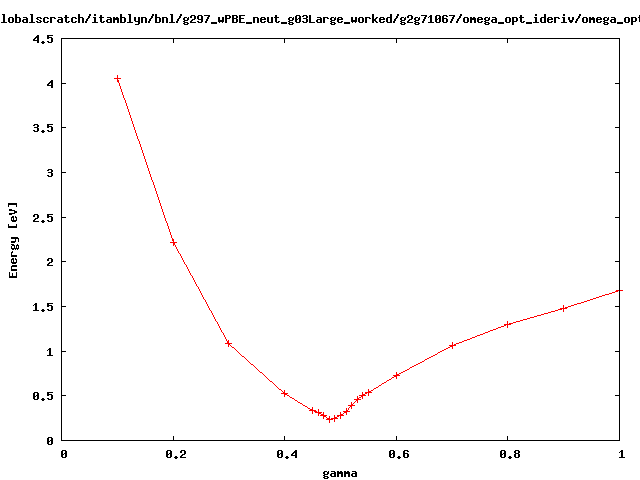 lobalscratch/itamblyn/bnl/g297_wPBE_neut_g03Large_worked/g2g71067/omega_opt_ideriv/omega_opt
4.5
4
3.5
3
2.5
2
1.5
1
0.5
0
Energy [eV]
0 0.2 0.4 0.6 0.8 1
gamma